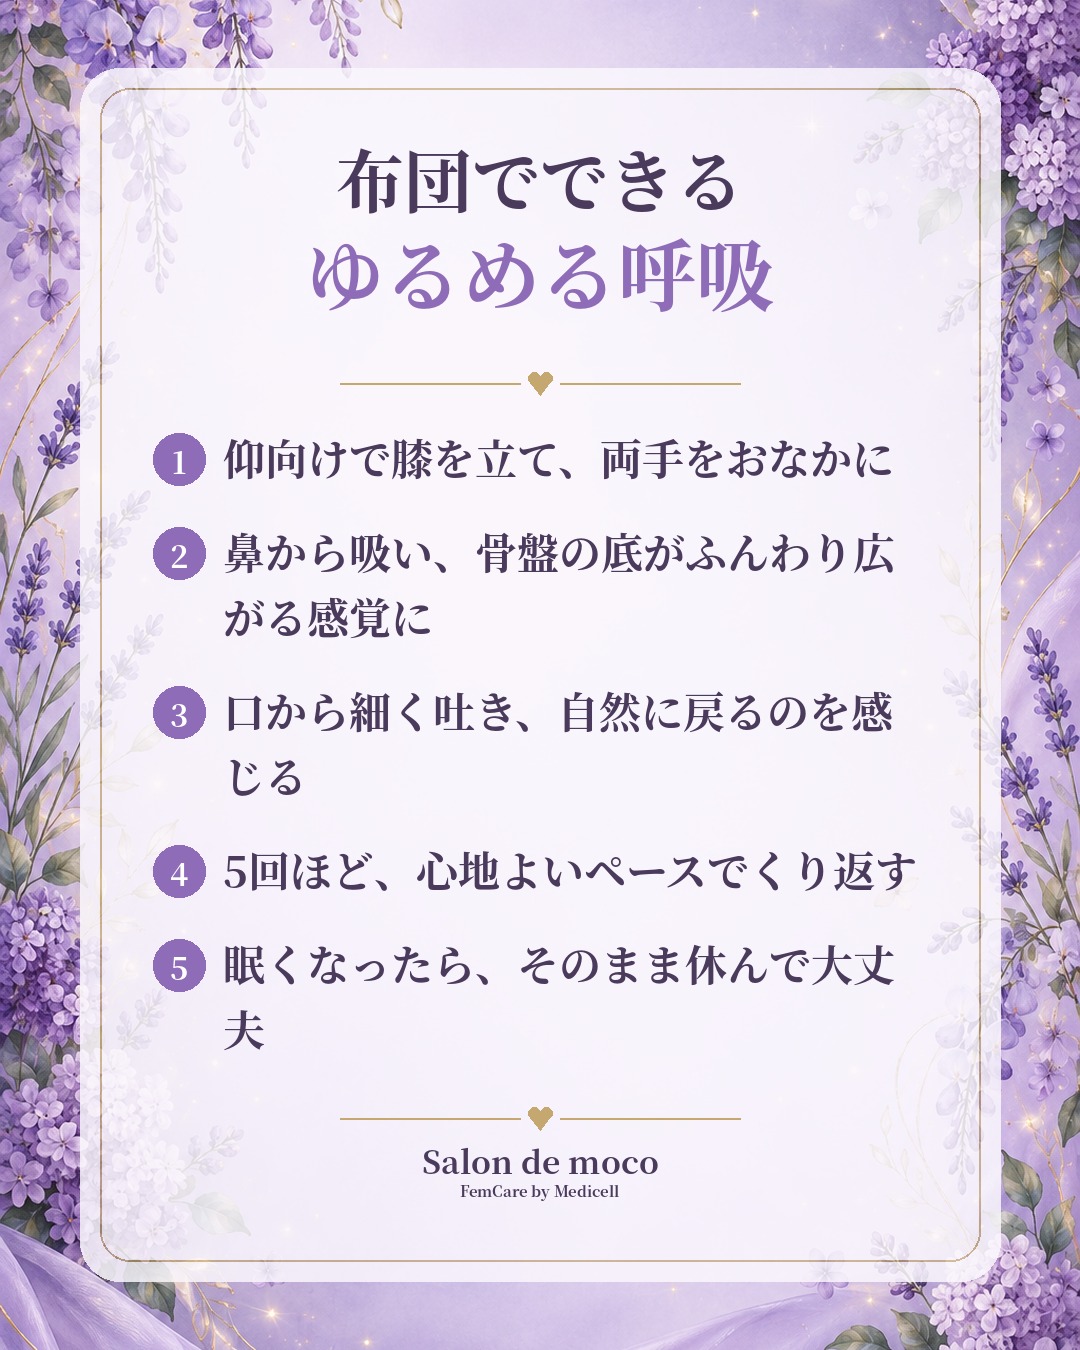 布団でできる
ゆるめる呼吸
1 仰向けで膝を立て、両手をおなかに
2 鼻から吸い、骨盤の底がふんわり広
がる感覚に
3 口から細く吐き、自然に戻るのを感
じる
4 5回ほど、心地よいペースでくり返す
5 眠くなったら、そのまま休んで大丈
夫
Salon de moco
FemCare by Medicell